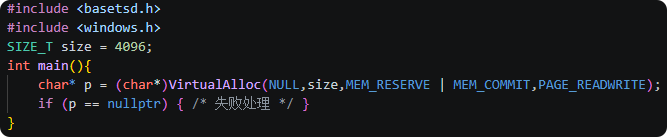 #include <basetsd.h>
#include <windows.h>
SIZE_T size = 4096;
int main(){
    char* p = (char*)VirtualAlloc(NULL,size,MEM_RESERVE | MEM_COMMIT,PAGE_READWRITE);
    if (p == nullptr) { /* 失败处理 */ }
}